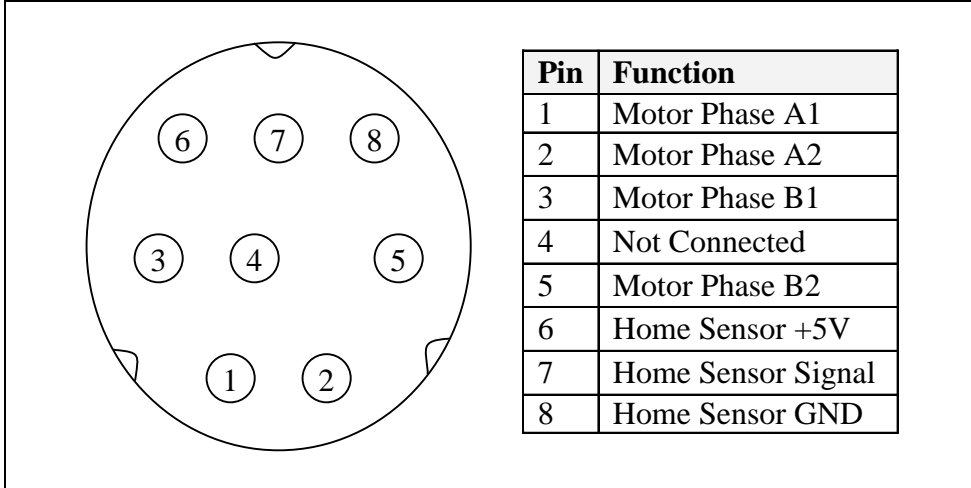 6 7 8
3 4 5
1 2
Pin Function
1 Motor Phase A1
2 Motor Phase A2
3 Motor Phase B1
4 Not Connected
5 Motor Phase B2
6 Home Sensor +5V
7 Home Sensor Signal
8 Home Sensor GND